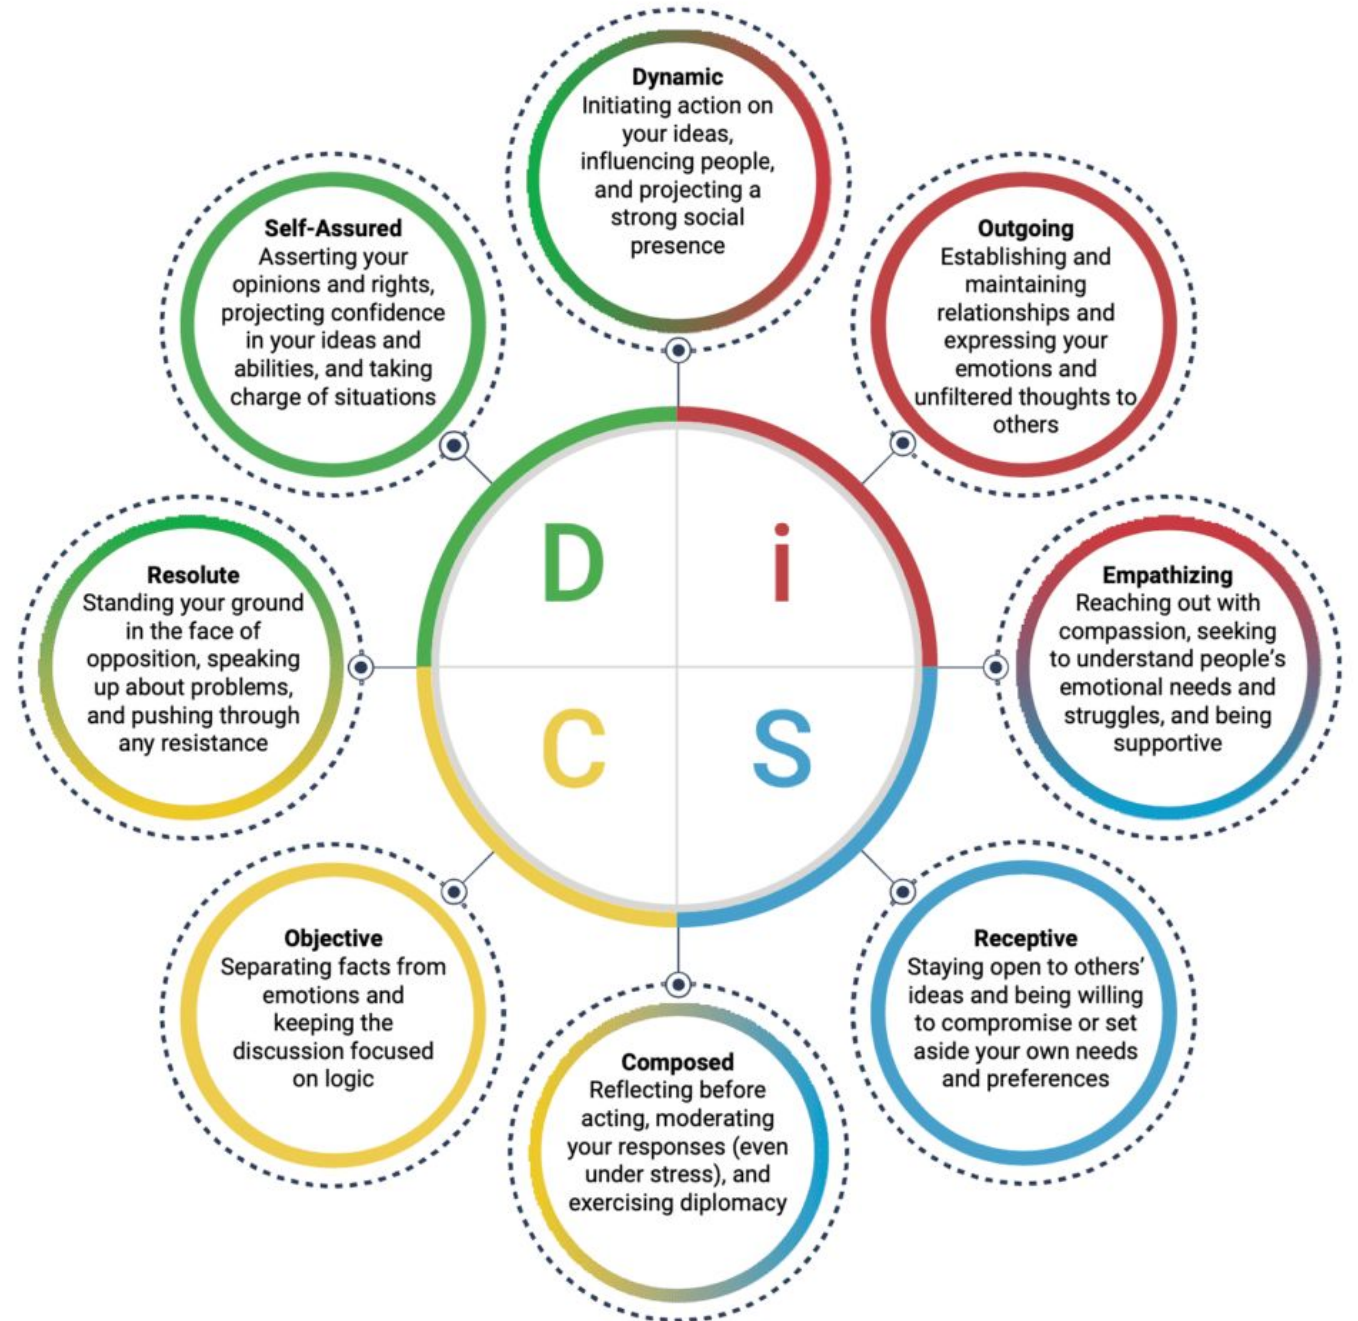 Dynamic
Initiating action on
your ideas,
influencing people,
and projecting a
strong social
presence
Self-Assured
Asserting your
opinions and rights,
projecting confidence
in your ideas and
abilities, and taking
charge of situations
Outgoing
Establishing and
maintaining
relationships and
expressing your
emotions and
unfiltered thoughts to
others
D
i
Resolute
Standing your ground
in the face of
opposition, speaking
up about problems,
and pushing through
any resistance
Empathizing
Reaching out with
compassion, seeking
to understand people's
emotional needs and
struggles, and being
supportive
C
S
Objective
Separating facts from
emotions and
keeping the
discussion focused
on logic
Receptive
Staying open to others'
ideas and being willing
to compromise or set
aside your own needs
and preferences
Composed
Reflecting before
acting, moderating
your responses (even
under stress), and
exercising diplomacy